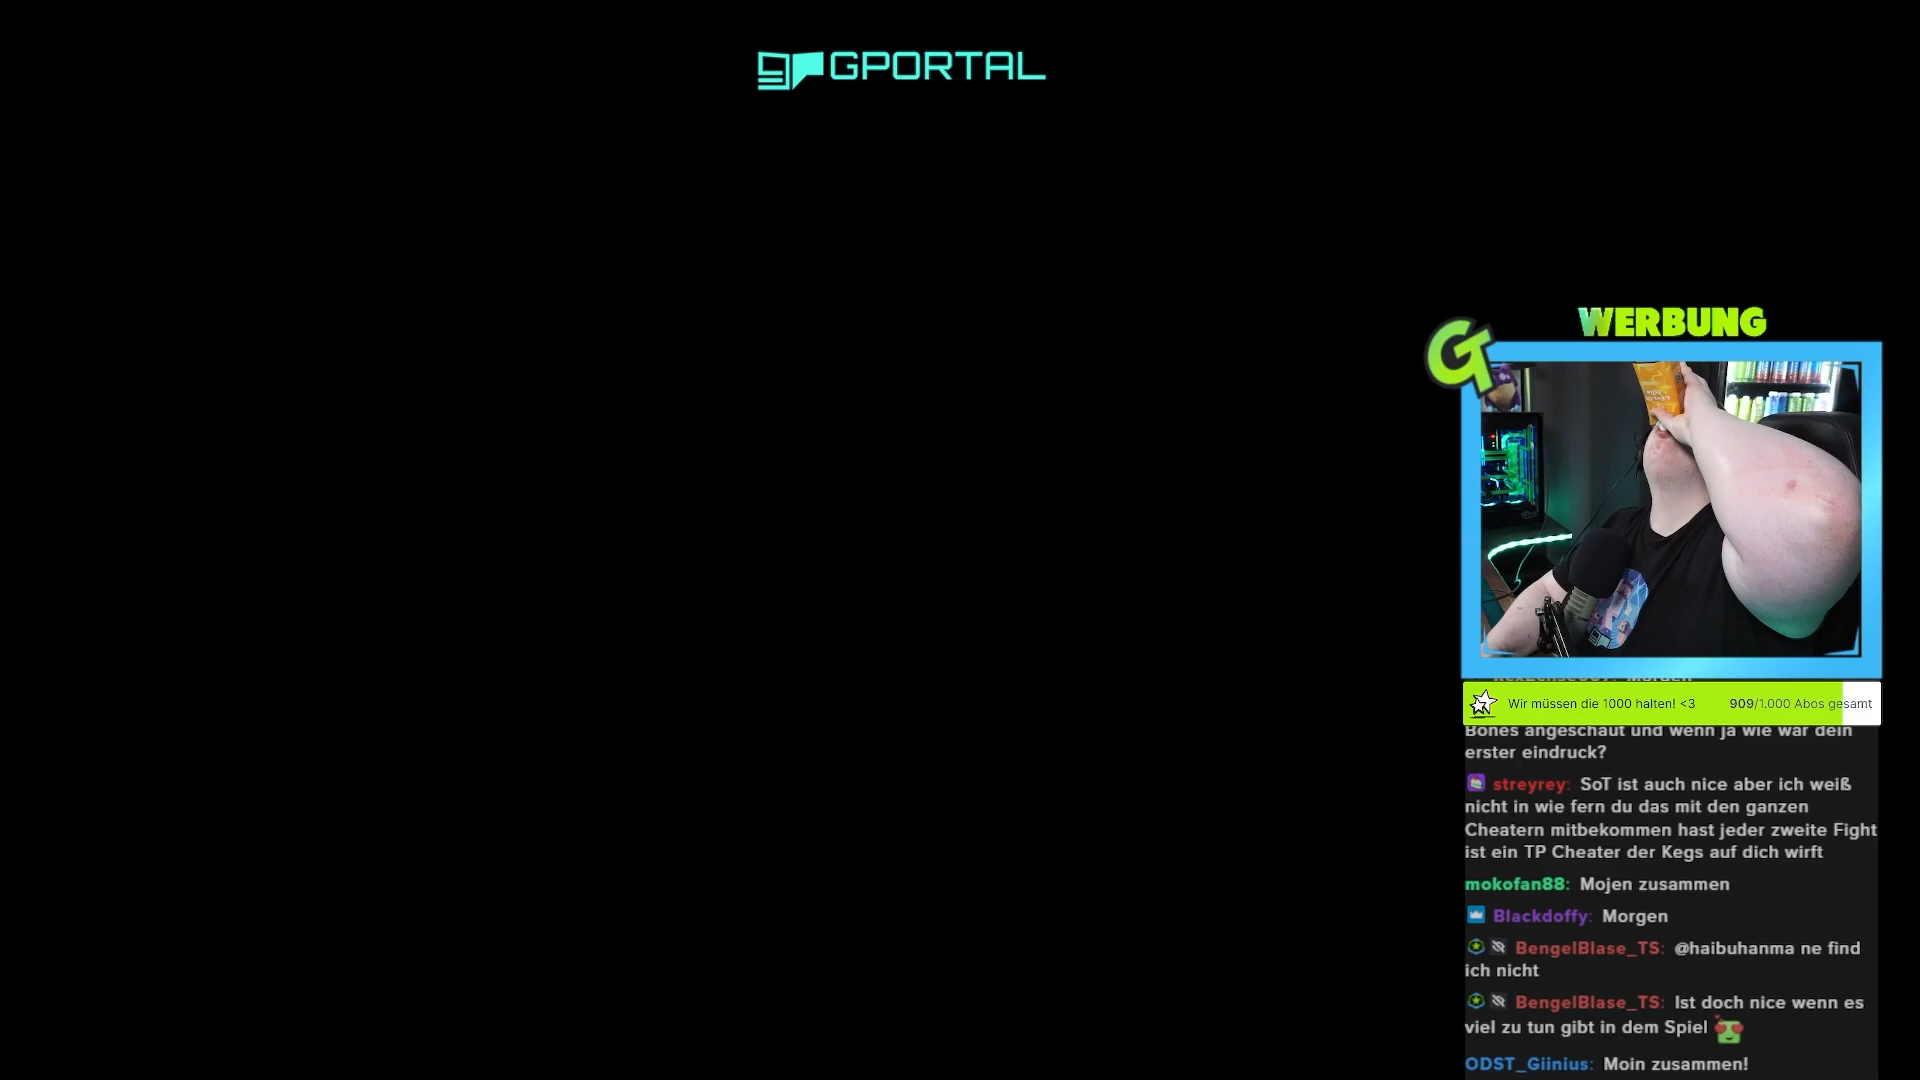 GPORTAL
WERBUNG
Wir müssen die 1000 halten! <3 909/1.000 Abos gesamt
Bones angeschaut und wenn ja wie war dein
erster eindruck?
streyrey: SoT ist auch nice aber ich weiß
nicht in wie fern du das mit den ganzen
Cheatern mitbekommen hast jeder zweite Fight
ist ein TP Cheater der Kegs auf dich wirft
mokofan88: Mojen zusammen
Blackdoffy: Morgen
BengelBlase_TS: @haibuhanma ne find
ich nicht
BengelBlase_TS: Ist doch nice wenn es
viel zu tun gibt in dem Spiel
ODST_Giinius: Moin zusammen!